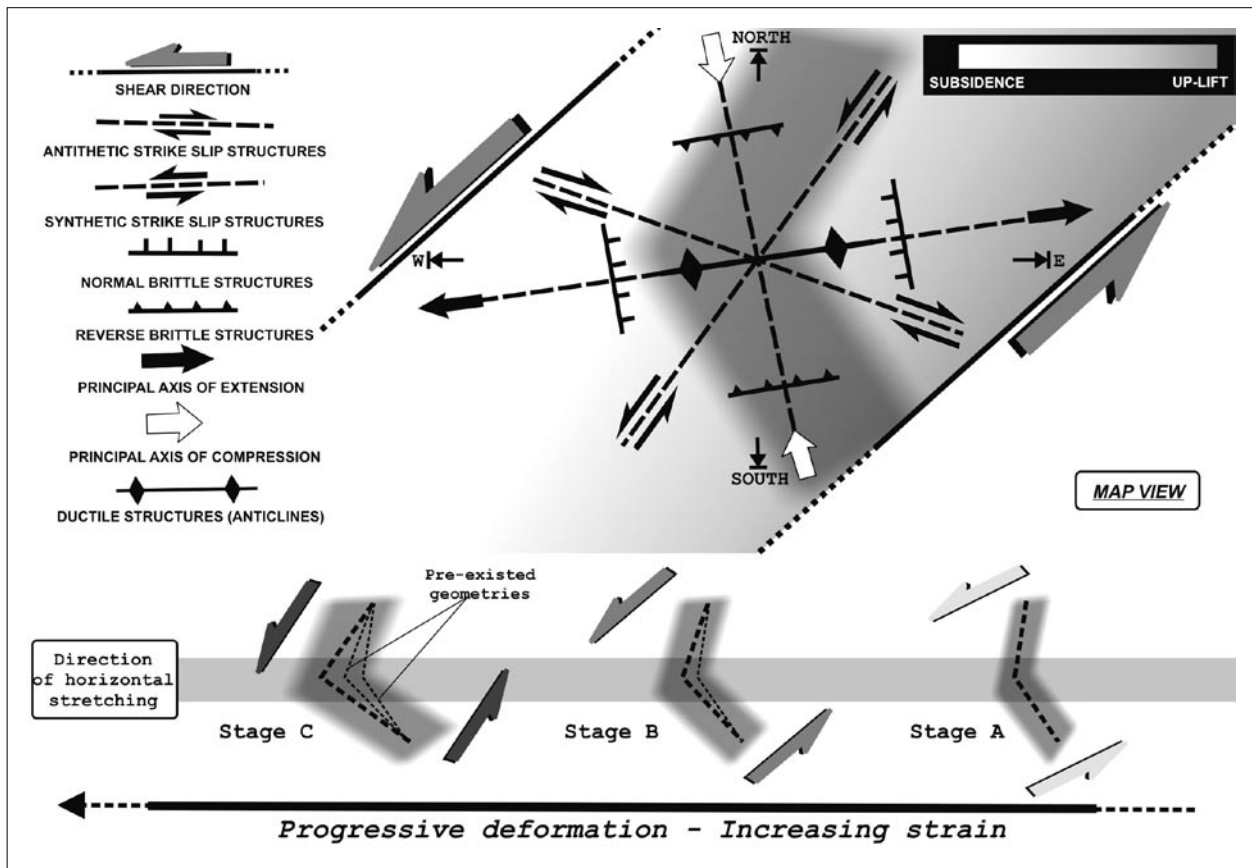 SHEAR DIRECTION
ANTITHETIC STRIKE SLIP STRUCTURES
SYNTHETIC STRIKE SLIP STRUCTURES
NORMAL BRITTLE STRUCTURES
REVERSE BRITTLE STRUCTURES
PRINCIPAL AXIS OF EXTENSION
PRINCIPAL AXIS OF COMPRESSION
DUCTILE STRUCTURES (ANTICLINES)
NORTH
W
E
SOUTH
SUBSIDENCE UP-LIFT
MAP VIEW
Pre-existed
geometries
Direction
of horizontal
stretching
Stage C
Stage B
Stage A
Progressive deformation - Increasing strain